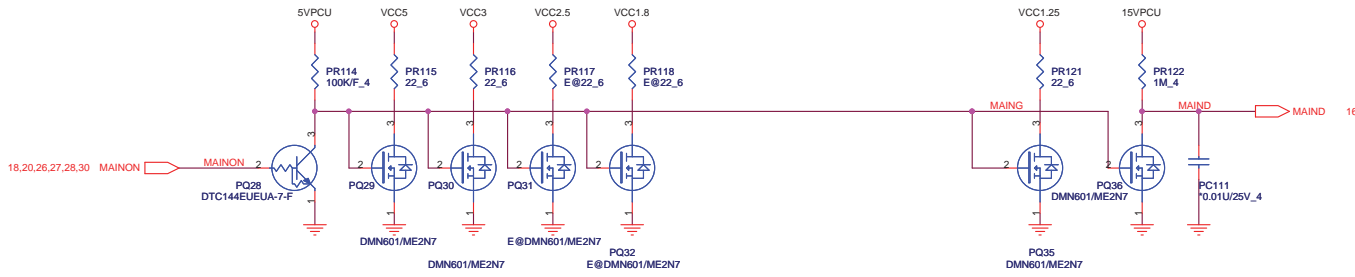 5VPCU VCC5 VCC3 VCC2.5 VCC1.8 VCC1.25 15VPCU
PR114 PR115 PR116 PR117 PR118 PR121 PR122
100K/F_4 22_6 22_6 E@22_6 E@22_6 22_6 1M_4
MAING MAIND MAIND 16
3 3 3 3 3 3 3
18,20,26,27,28,30 MAINON MAINON 2 2 2 2 2 2 2
PQ28 PQ29 PQ30 PQ31 PQ36 PC111
DTC144EUEUA-7-F DMN601/ME2N7 *0.01U/25V_4
1 1 1 1 1 1 1
DMN601/ME2N7 E@DMN601/ME2N7
PQ32 PQ35
DMN601/ME2N7 E@DMN601/ME2N7 DMN601/ME2N7